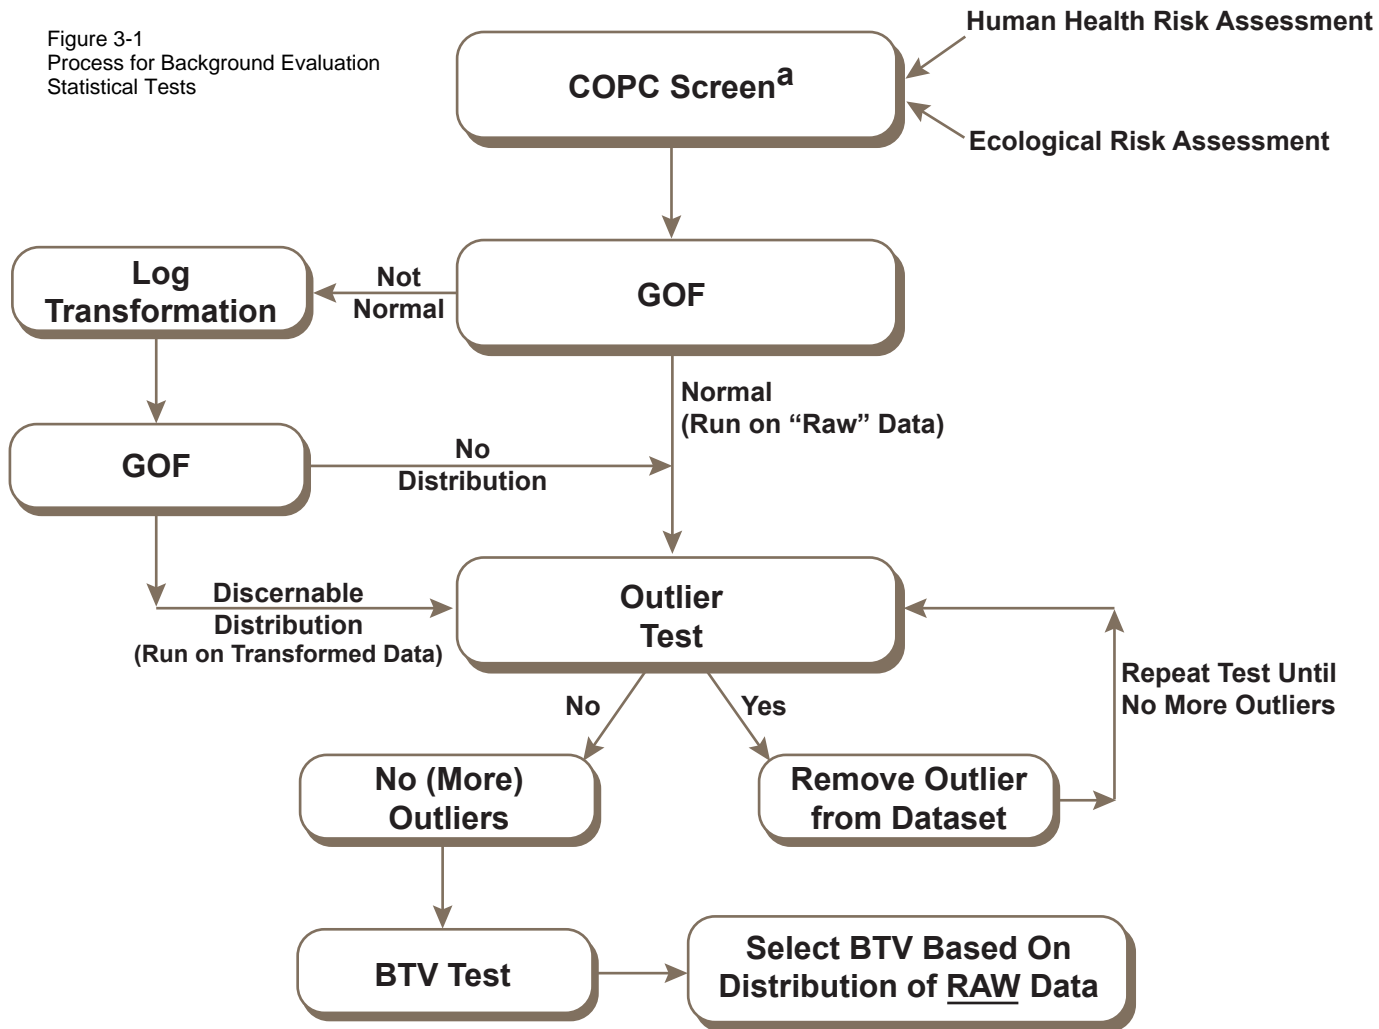 Figure 3-1
Process for Background Evaluation
Statistical Tests
Human Health Risk Assessment
COPC Screenᵃ
Ecological Risk Assessment
Log
Transformation
Not
Normal
GOF
Normal
(Run on “Raw” Data)
GOF
No
Distribution
Discernable
Distribution
(Run on Transformed Data)
Outlier
Test
Repeat Test Until
No More Outliers
No
Yes
No (More)
Outliers
Remove Outlier
from Dataset
BTV Test
Select BTV Based On
Distribution of RAW Data